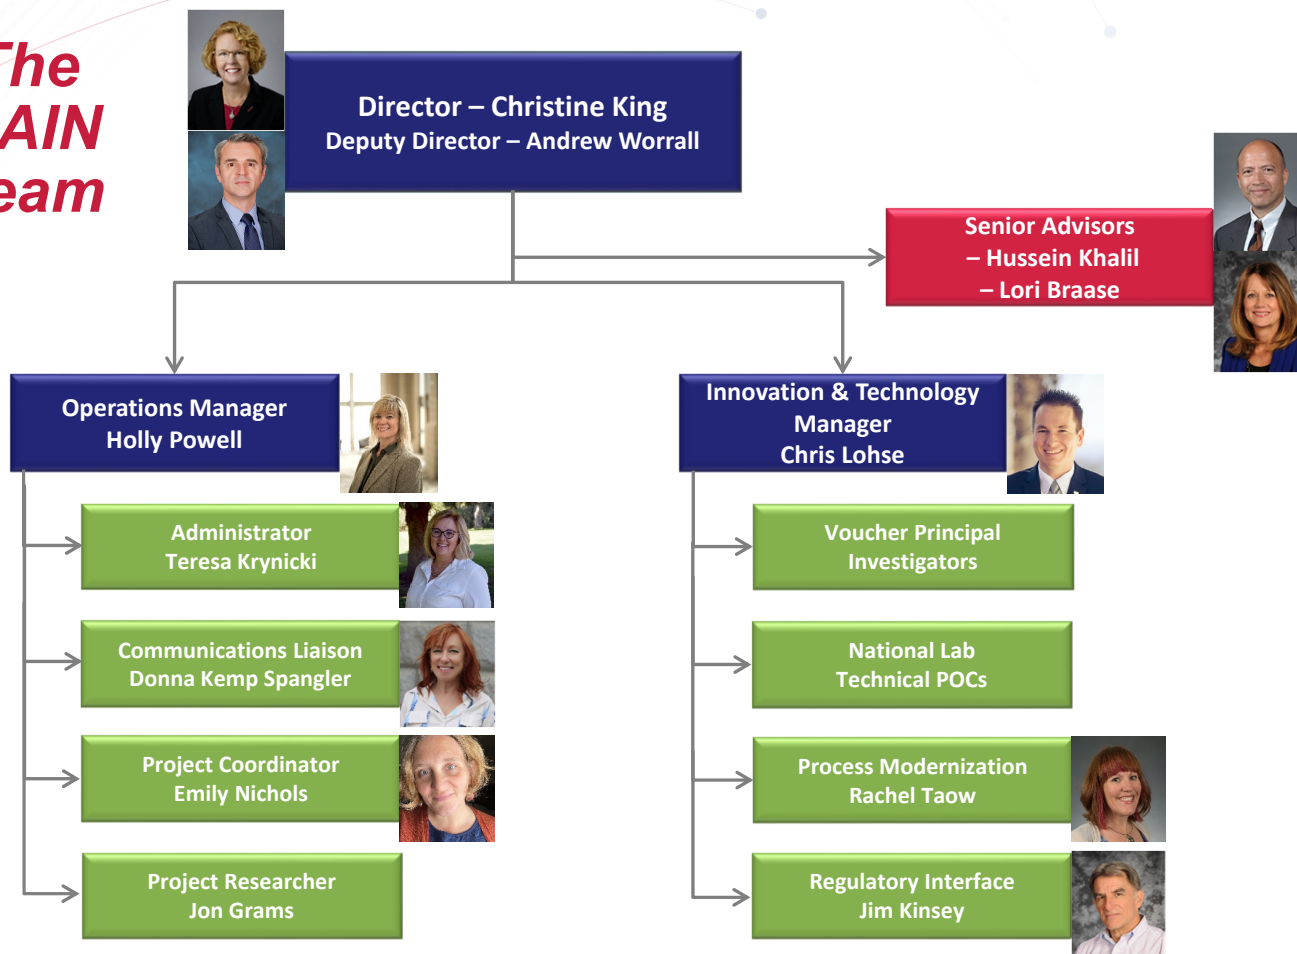 The
AIN
eam
Director – Christine King
Deputy Director – Andrew Worrall
Senior Advisors
– Hussein Khalil
– Lori Braase
Operations Manager
Holly Powell
Innovation & Technology
Manager
Chris Lohse
Administrator
Teresa Krynicki
Communications Liaison
Donna Kemp Spangler
Project Coordinator
Emily Nichols
Project Researcher
Jon Grams
Voucher Principal
Investigators
National Lab
Technical POCs
Process Modernization
Rachel Taow
Regulatory Interface
Jim Kinsey